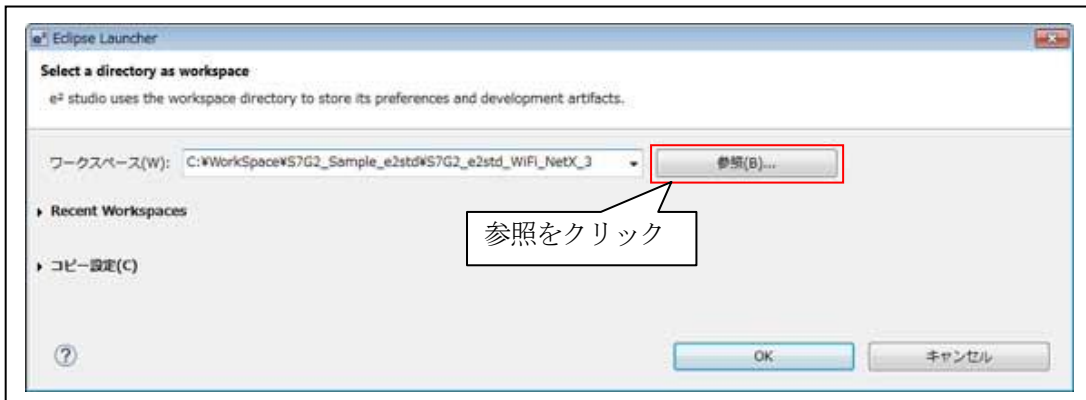 e² Eclipse Launcher
Select a directory as workspace
e² studio uses the workspace directory to store its preferences and development artifacts.
ワークスペース(W): C:¥WorkSpace¥S7G2_Sample_e2std¥S7G2_e2std_WiFi_NetX_3 参照(B)...
Recent Workspaces
参照をクリック
コピー設定(C)
? OK キャンセル